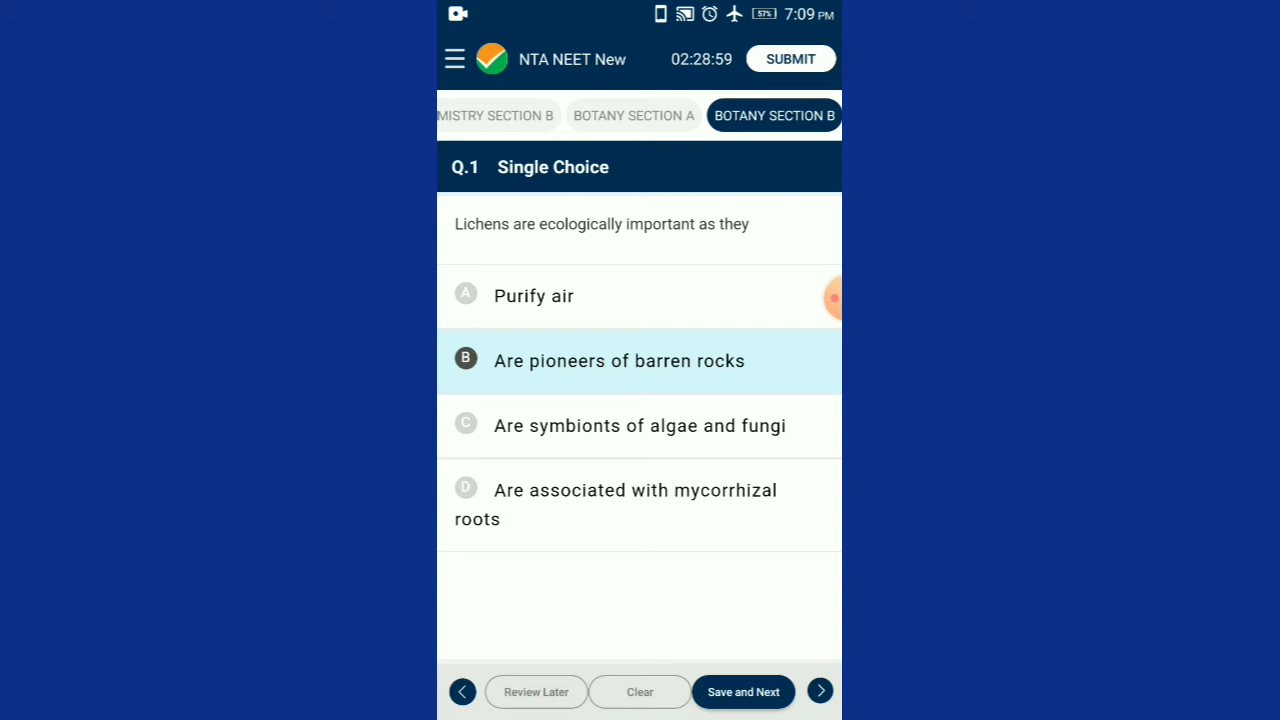 57% 7:09 PM
NTA NEET New 02:28:59 SUBMIT
MISTRY SECTION B BOTANY SECTION A BOTANY SECTION B
Q.1 Single Choice
Lichens are ecologically important as they
A Purify air
B Are pioneers of barren rocks
C Are symbionts of algae and fungi
D Are associated with mycorrhizal
roots
Review Later Clear Save and Next